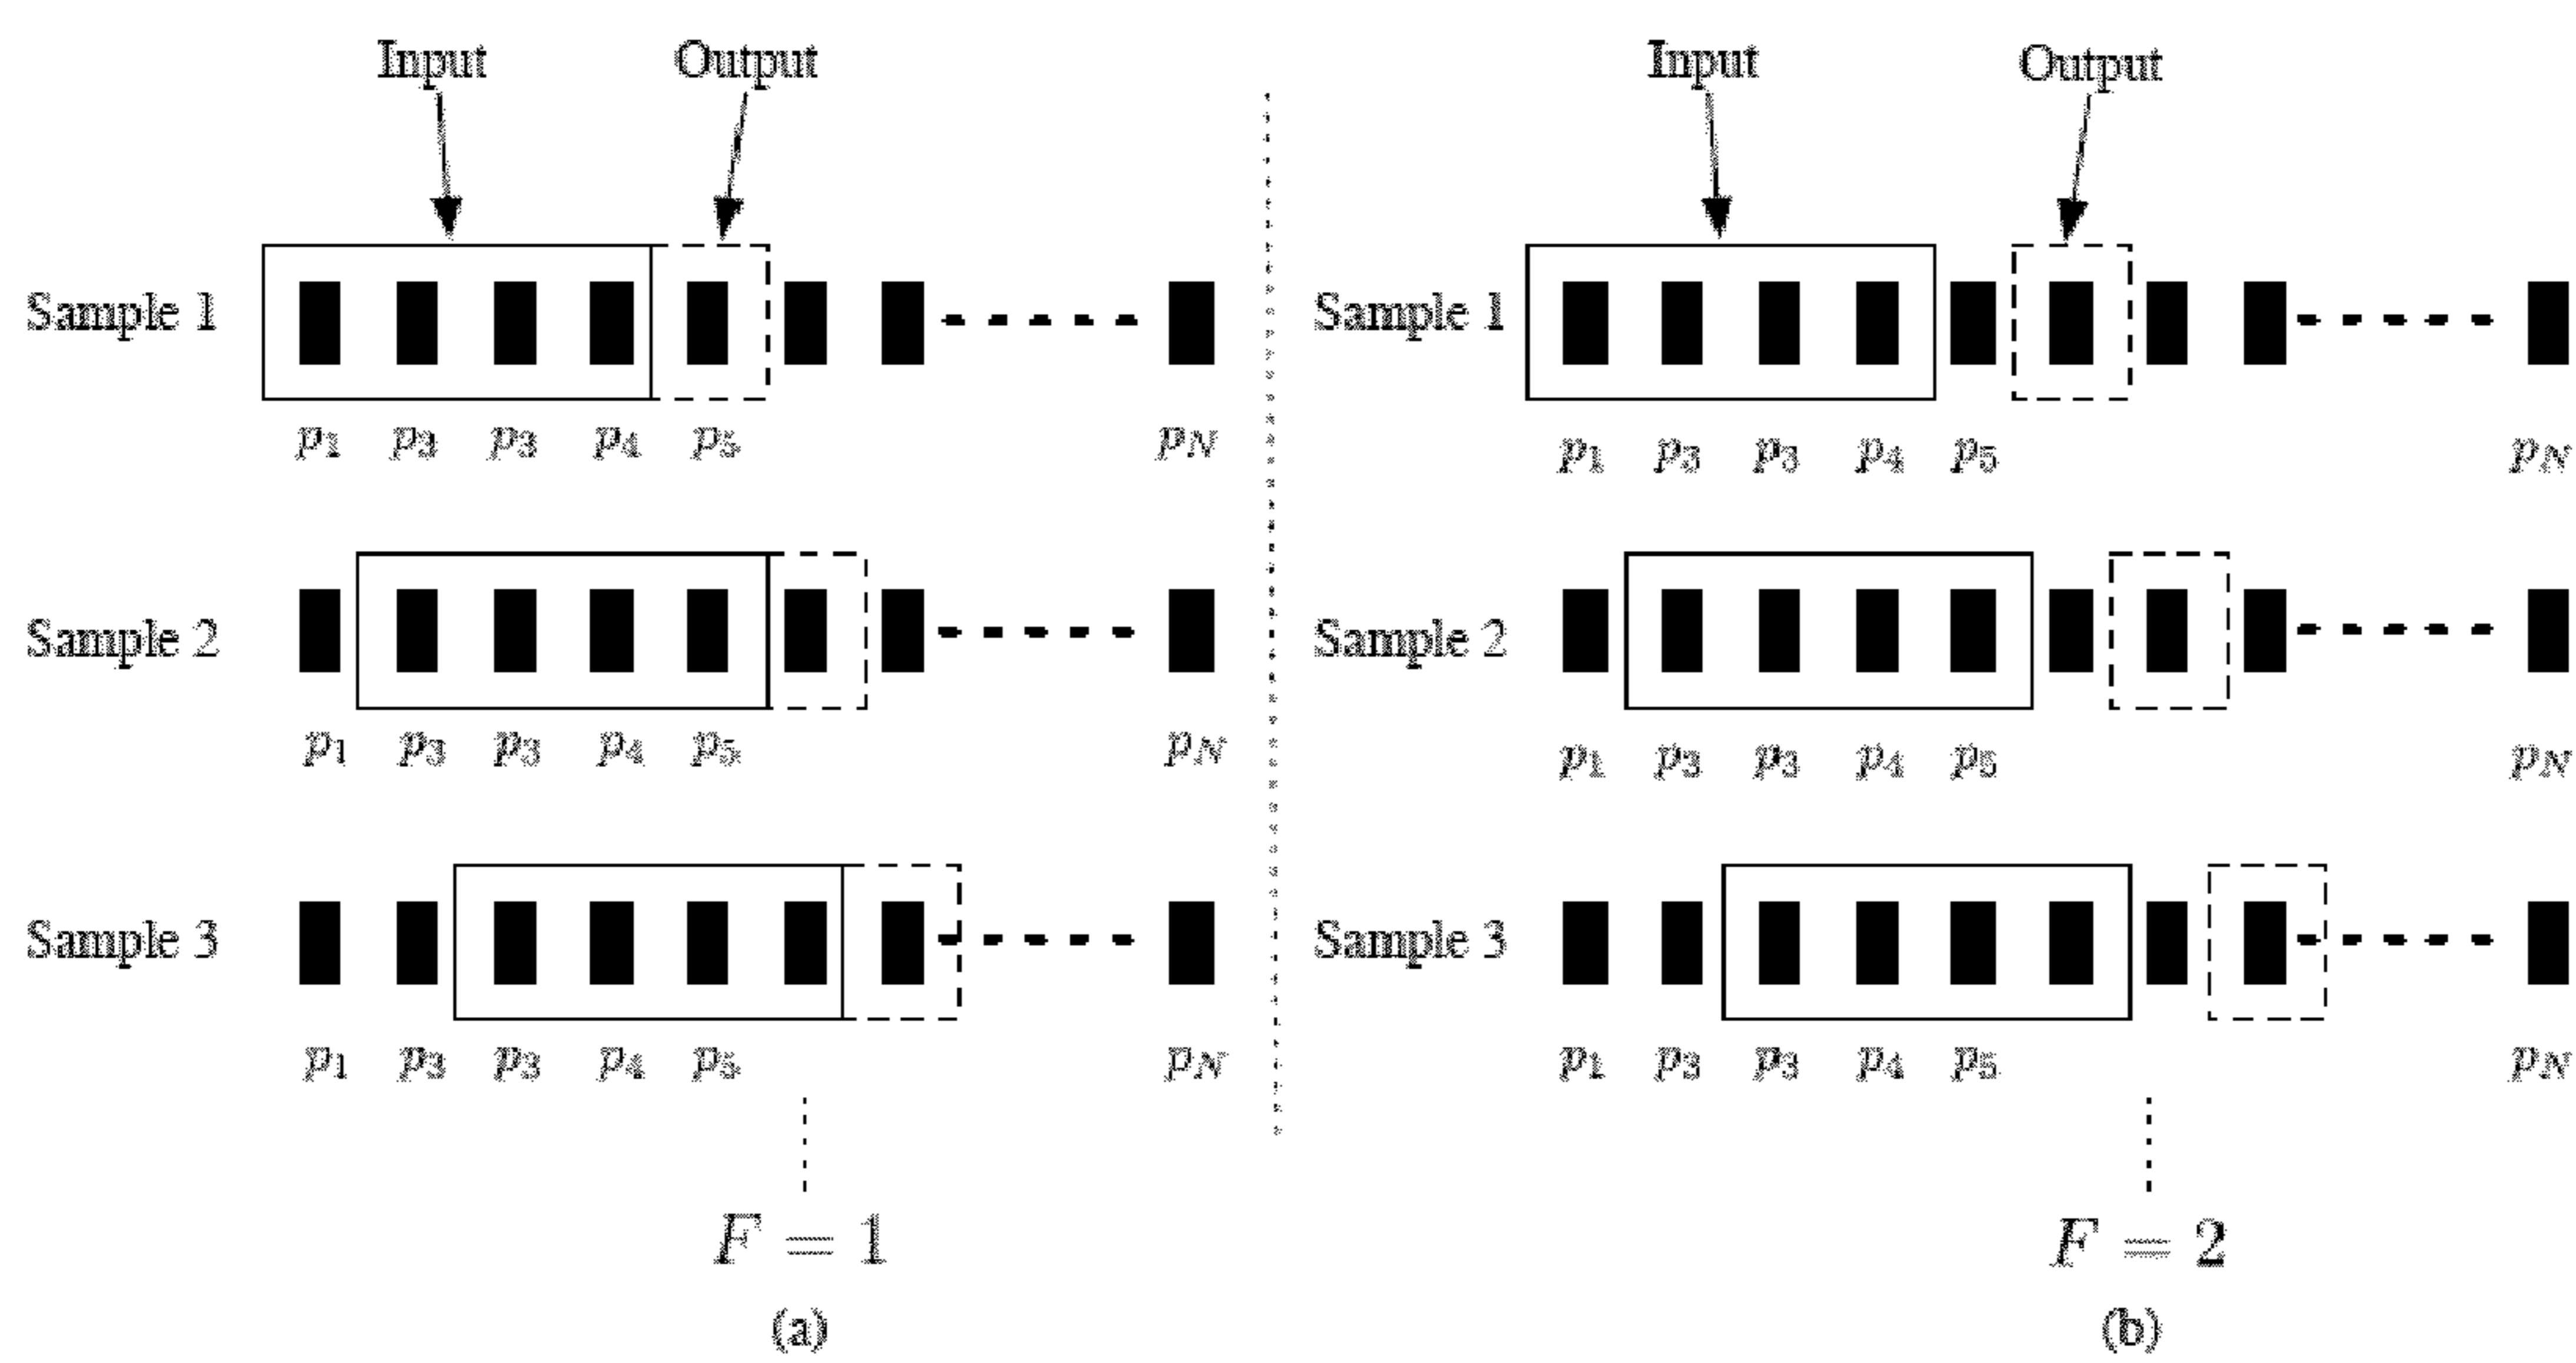 Input Output
Sample 1
p1 p3 p3 p4 p5 pN
Sample 2
p1 p3 p3 p4 p5 pN
Sample 3
p1 p3 p3 p4 p5 pN
F = 1
(a)
Input Output
Sample 1
p1 p3 p3 p4 p5 pN
Sample 2
p1 p3 p3 p4 p5 pN
Sample 3
p1 p3 p3 p4 p5 pN
F = 2
(b)